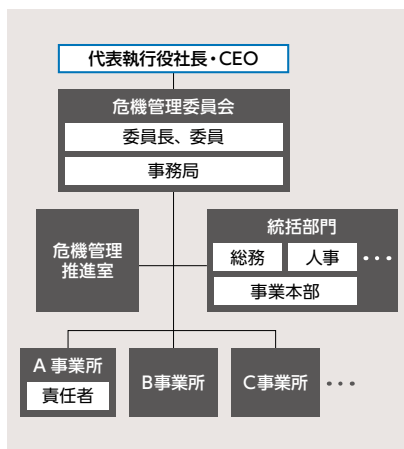 代表執行役社長・CEO
危機管理委員会
委員長、委員
事務局
危機管理
推進室
統括部門
総務
人事
・・・
事業本部
A 事業所
責任者
B事業所
C事業所
・・・